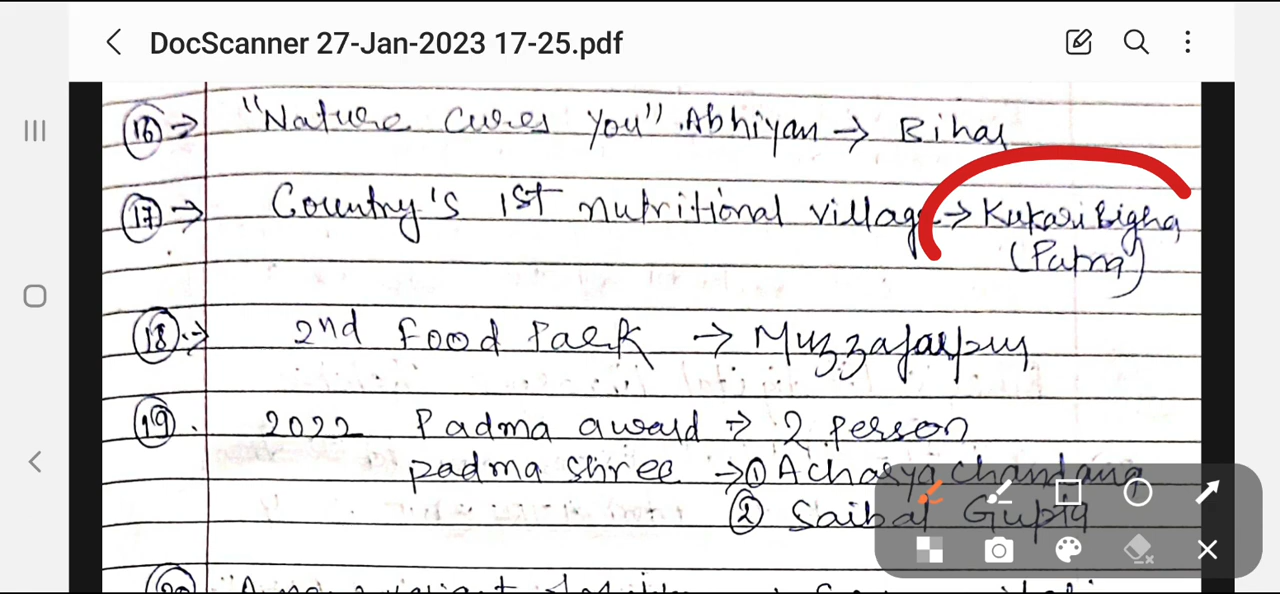 DocScanner 27-Jan-2023 17-25.pdf
16 → "Nature cures You" Abhiyan → Bihar
17 → Country's 1st nutritional village → Kukari Bigha
(Patna)
18 → 2nd Food Park → Muzzafarpur
19. 2022 Padma award → 2 person
padma shree → ① Acharya Chandana
② Saibal Gupta